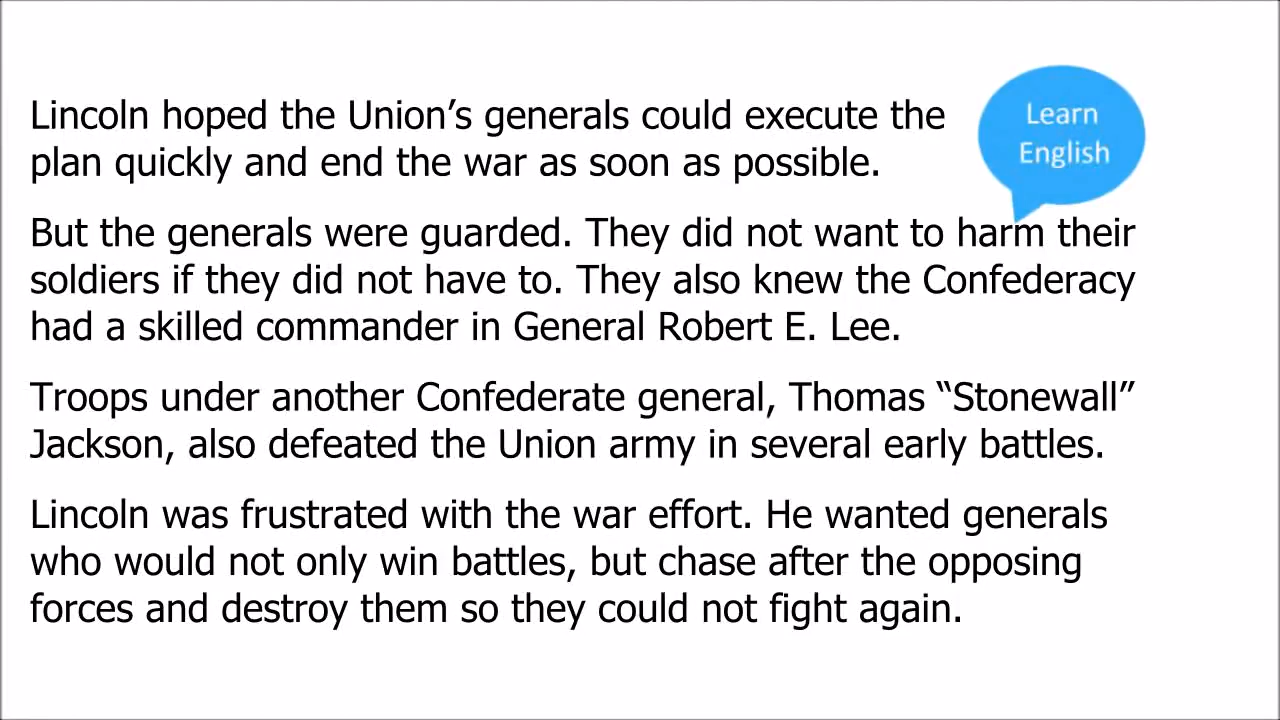 Lincoln hoped the Union’s generals could execute the
plan quickly and end the war as soon as possible.
Learn
English
But the generals were guarded. They did not want to harm their
soldiers if they did not have to. They also knew the Confederacy
had a skilled commander in General Robert E. Lee.
Troops under another Confederate general, Thomas “Stonewall”
Jackson, also defeated the Union army in several early battles.
Lincoln was frustrated with the war effort. He wanted generals
who would not only win battles, but chase after the opposing
forces and destroy them so they could not fight again.